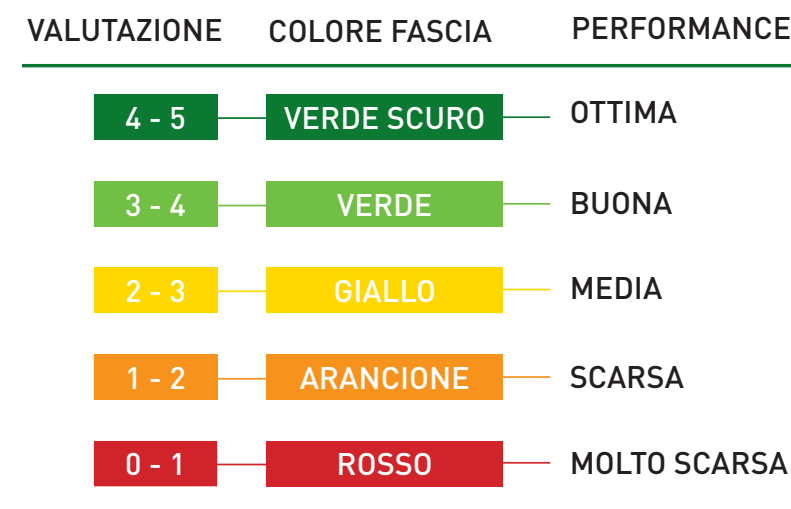 VALUTAZIONE COLORE FASCIA PERFORMANCE
4 - 5 VERDE SCURO OTTIMA
3 - 4 VERDE BUONA
2 - 3 GIALLO MEDIA
1 - 2 ARANCIONE SCARSA
0 - 1 ROSSO MOLTO SCARSA